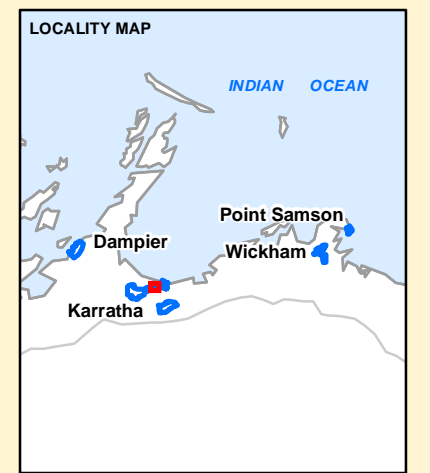 LOCALITY MAP
INDIAN OCEAN
Point Samson
Dampier
Wickham
Karratha